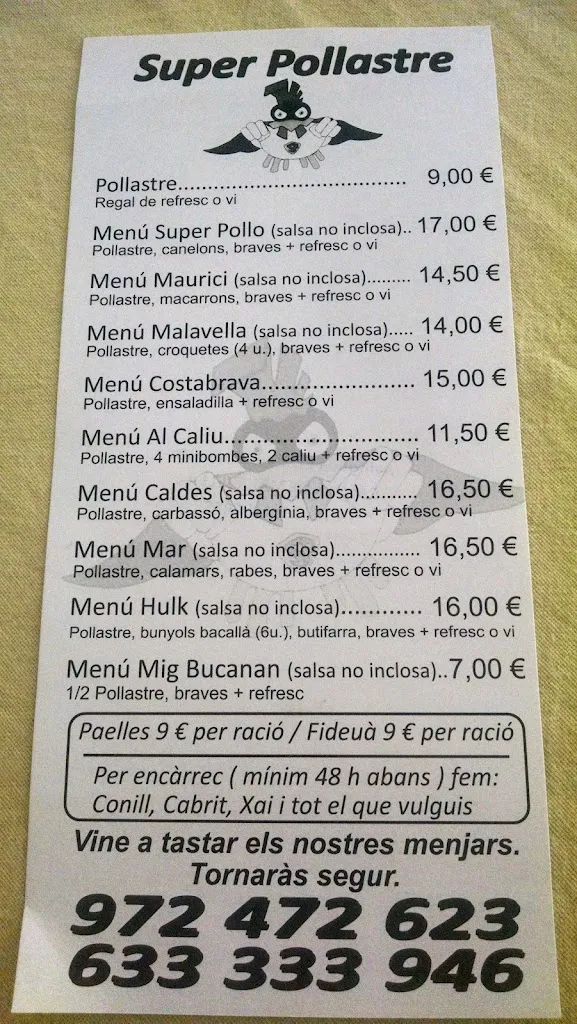 Super Pollastre
Pollastre...................................... 9,00 €
Regal de refresc o vi
Menú Super Pollo (salsa no inclosa).. 17,00 €
Pollastre, canelons, braves + refresc o vi
Menú Maurici (salsa no inclosa)......... 14,50 €
Pollastre, macarrons, braves + refresc o vi
Menú Malavella (salsa no inclosa)..... 14,00 €
Pollastre, croquetes (4 u.), braves + refresc o vi
Menú Costabrava.......................... 15,00 €
Pollastre, ensaladilla + refresc o vi
Menú Al Caliu................................ 11,50 €
Pollastre, 4 minibombes, 2 caliu + refresc o vi
Menú Caldes (salsa no inclosa)........... 16,50 €
Pollastre, carbassó, albergínia, braves + refresc o vi
Menú Mar (salsa no inclosa)................ 16,50 €
Pollastre, calamars, rabes, braves + refresc o vi
Menú Hulk (salsa no inclosa)............. 16,00 €
Pollastre, bunyols bacallà (6u.), butifarra, braves + refresc o vi
Menú Mig Bucanan (salsa no inclosa)..7,00 €
1/2 Pollastre, braves + refresc
Paelles 9 € per ració / Fideuà 9 € per ració
Per encàrrec ( mínim 48 h abans ) fem:
Conill, Cabrit, Xai i tot el que vulguis
Vine a tastar els nostres menjars.
Tornaràs segur.
972 472 623
633 333 946